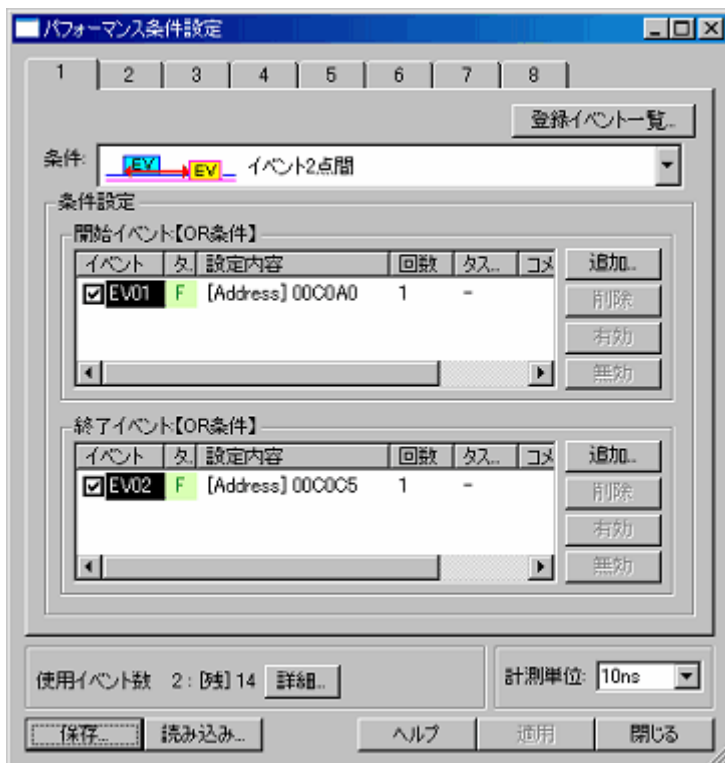 パフォーマンス条件設定
1 2 3 4 5 6 7 8
登録イベント一覧...
条件: EV EV イベント2点間
条件設定
開始イベント【OR条件】
イベント タ.. 設定内容 回数 タス... コメ
EV01 F [Address] 00C0A0 1 -
追加...
削除
有効
無効
終了イベント【OR条件】
イベント タ.. 設定内容 回数 タス... コメ
EV02 F [Address] 00C0C5 1 -
追加...
削除
有効
無効
使用イベント数 2 : [残] 14 詳細... 計測単位: 10ns
保存... 読み込み... ヘルプ 適用 閉じる